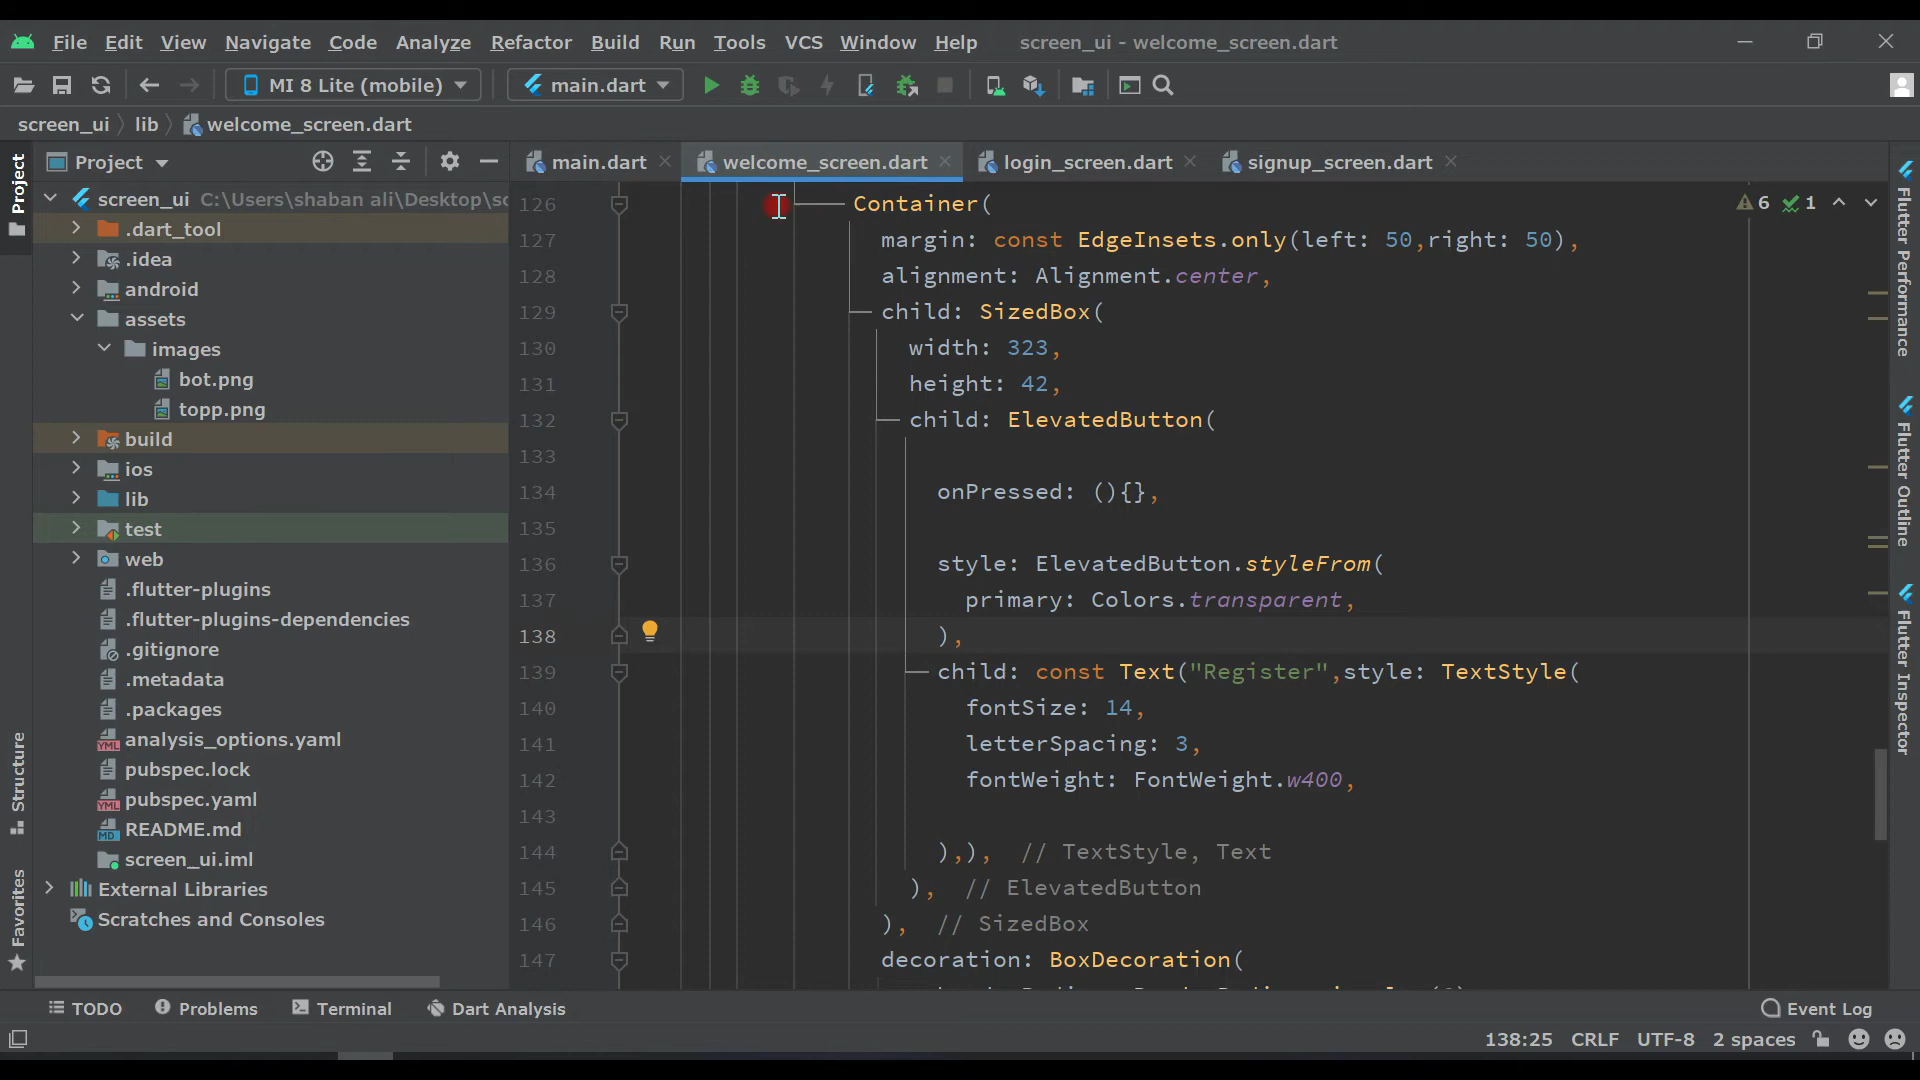 File Edit View Navigate Code Analyze Refactor Build Run Tools VCS Window Help screen_ui - welcome_screen.dart
MI 8 Lite (mobile) main.dart
screen_ui lib welcome_screen.dart
Project
Project
Structure
Favorites
screen_ui C:\Users\shaban ali\Desktop\sc
.dart_tool
.idea
android
assets
images
bot.png
topp.png
build
ios
lib
test
web
.flutter-plugins
.flutter-plugins-dependencies
.gitignore
.metadata
.packages
analysis_options.yaml
pubspec.lock
pubspec.yaml
README.md
screen_ui.iml
External Libraries
Scratches and Consoles
main.dart welcome_screen.dart login_screen.dart signup_screen.dart
6 1
126 Container(
127 margin: const EdgeInsets.only(left: 50,right: 50),
128 alignment: Alignment.center,
129 child: SizedBox(
130 width: 323,
131 height: 42,
132 child: ElevatedButton(
133
134 onPressed: (){},
135
136 style: ElevatedButton.styleFrom(
137 primary: Colors.transparent,
138 ),
139 child: const Text("Register",style: TextStyle(
140 fontSize: 14,
141 letterSpacing: 3,
142 fontWeight: FontWeight.w400,
143
144 ),), // TextStyle, Text
145 ), // ElevatedButton
146 ), // SizedBox
147 decoration: BoxDecoration(
Flutter Performance
Flutter Outline
Flutter Inspector
TODO Problems Terminal Dart Analysis Event Log
138:25 CRLF UTF-8 2 spaces